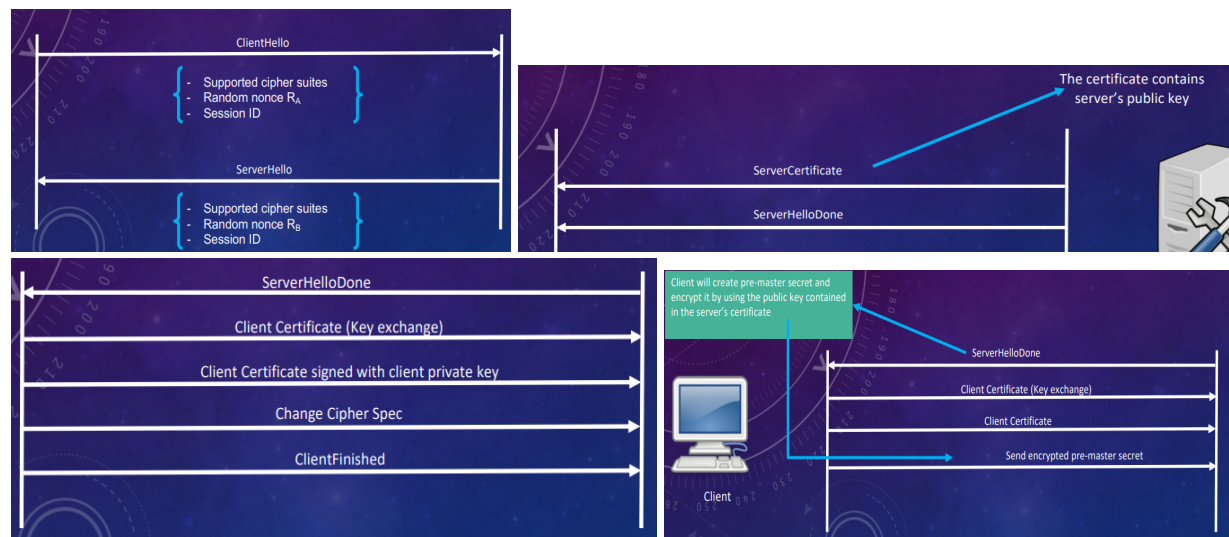 ClientHello
- Supported cipher suites
- Random nonce RA
- Session ID
ServerHello
- Supported cipher suites
- Random nonce RB
- Session ID
The certificate contains
server's public key
ServerCertificate
ServerHelloDone
ServerHelloDone
Client Certificate (Key exchange)
Client Certificate signed with client private key
Change Cipher Spec
ClientFinished
Client will create pre-master secret and
encrypt it by using the public key contained
in the server's certificate
ServerHelloDone
Client Certificate (Key exchange)
Client Certificate
Send encrypted pre-master secret
Client